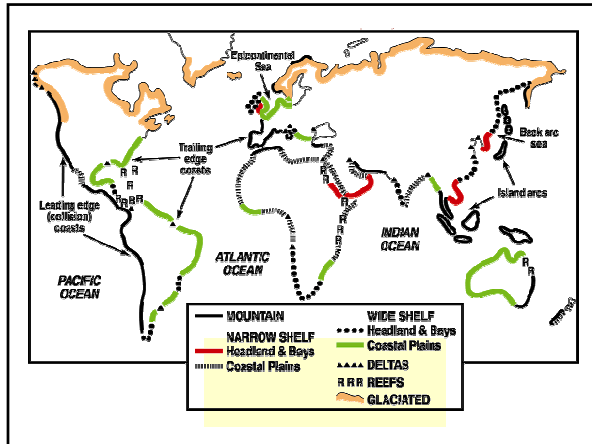 Epicontinental
Sea
Trailing
edge
coasts
Back arc
sea
Island arcs
Leading edge
(collision)
coasts
R
R R
R
R R R R
R
R
R
R
R
R
R
R R
PACIFIC
OCEAN
ATLANTIC
OCEAN
INDIAN
OCEAN
MOUNTAIN
NARROW SHELF
Headland & Bays
Coastal Plains
WIDE SHELF
Headland & Bays
Coastal Plains
DELTAS
R R R REEFS
GLACIATED